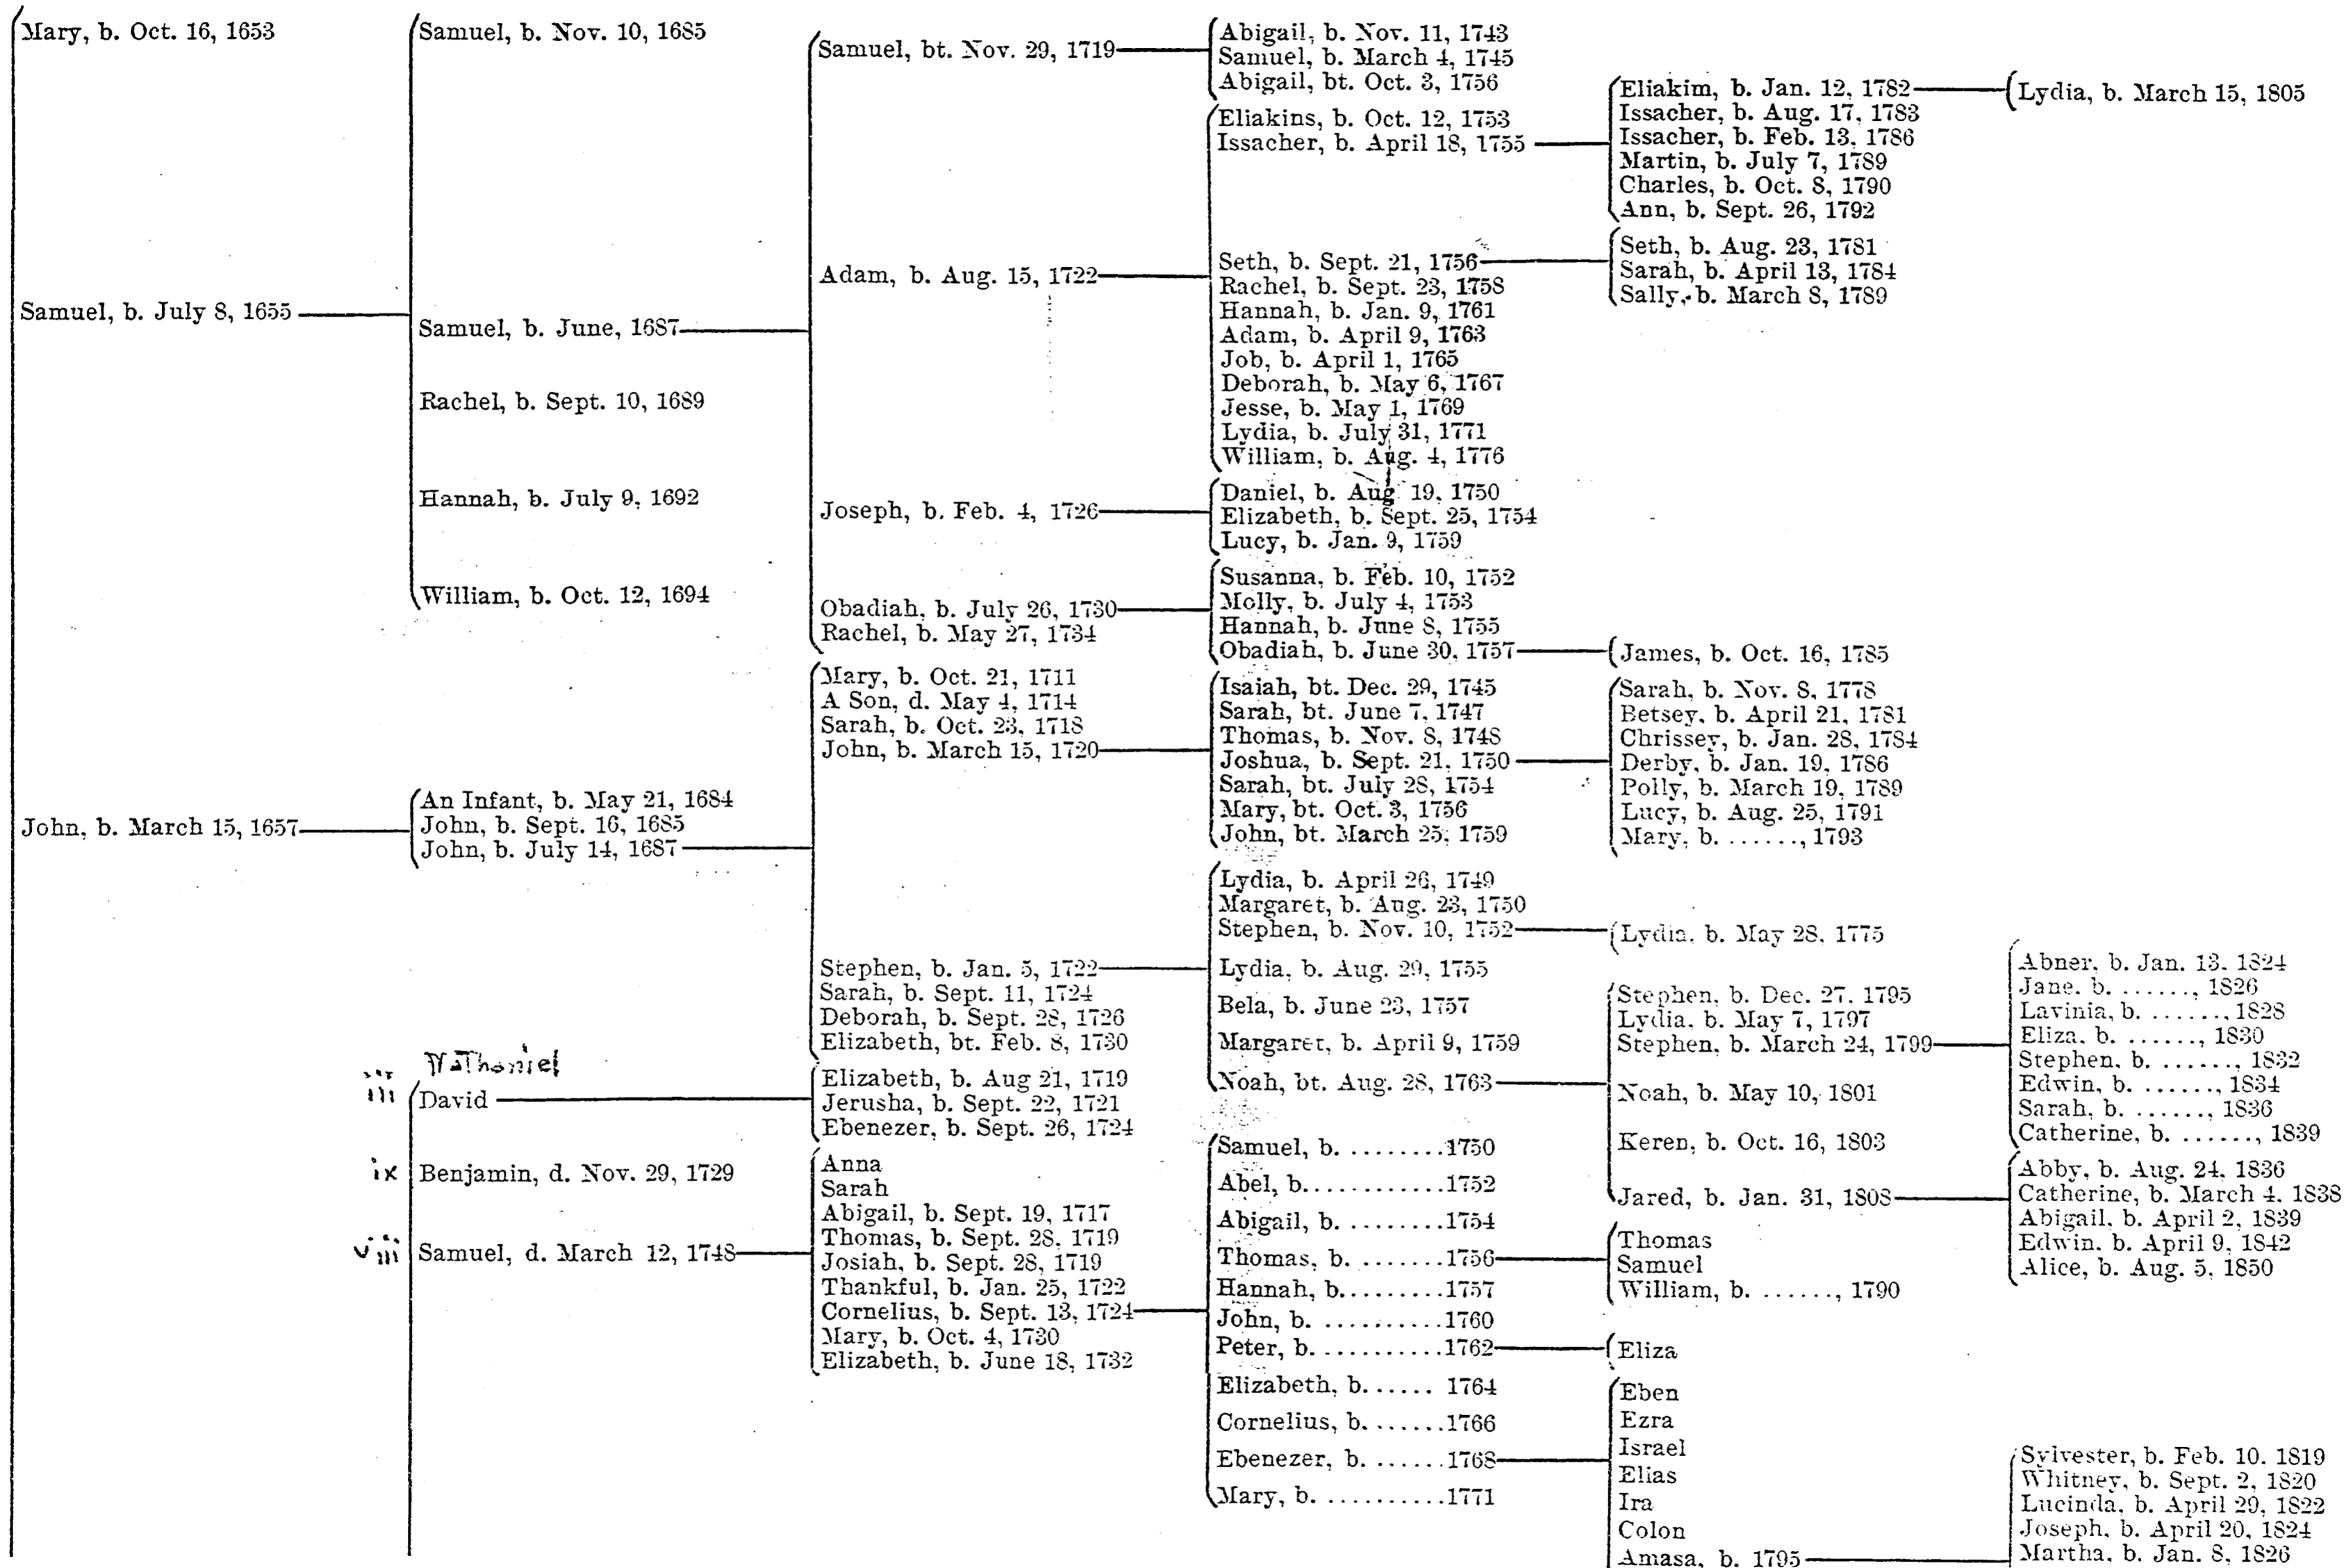 Mary, b. Oct. 16, 1653
Samuel, b. July 8, 1655
John, b. March 15, 1657
Samuel, b. Nov. 10, 1685
Samuel, b. June, 1687
Rachel, b. Sept. 10, 1689
Hannah, b. July 9, 1692
William, b. Oct. 12, 1694
An Infant, b. May 21, 1684
John, b. Sept. 16, 1685
John, b. July 14, 1687
Nathaniel
iii David
ix Benjamin, d. Nov. 29, 1729
viii Samuel, d. March 12, 1748
Samuel, bt. Nov. 29, 1719
Adam, b. Aug. 15, 1722
Joseph, b. Feb. 4, 1726
Obadiah, b. July 26, 1730
Rachel, b. May 27, 1734
Mary, b. Oct. 21, 1711
A Son, d. May 4, 1714
Sarah, b. Oct. 23, 1718
John, b. March 15, 1720
Stephen, b. Jan. 5, 1722
Sarah, b. Sept. 11, 1724
Deborah, b. Sept. 28, 1726
Elizabeth, bt. Feb. 8, 1730
Elizabeth, b. Aug 21, 1719
Jerusha, b. Sept. 22, 1721
Ebenezer, b. Sept. 26, 1724
Anna
Sarah
Abigail, b. Sept. 19, 1717
Thomas, b. Sept. 28, 1719
Josiah, b. Sept. 28, 1719
Thankful, b. Jan. 25, 1722
Cornelius, b. Sept. 13, 1724
Mary, b. Oct. 4, 1730
Elizabeth, b. June 18, 1732
Abigail, b. Nov. 11, 1743
Samuel, b. March 4, 1745
Abigail, bt. Oct. 3, 1756
Eliakins, b. Oct. 12, 1753
Issacher, b. April 18, 1755
Seth, b. Sept. 21, 1756
Rachel, b. Sept. 23, 1758
Hannah, b. Jan. 9, 1761
Adam, b. April 9, 1763
Job, b. April 1, 1765
Deborah, b. May 6, 1767
Jesse, b. May 1, 1769
Lydia, b. July 31, 1771
William, b. Aug. 4, 1776
Daniel, b. Aug 19, 1750
Elizabeth, b. Sept. 25, 1754
Lucy, b. Jan. 9, 1759
Susanna, b. Feb. 10, 1752
Molly, b. July 4, 1753
Hannah, b. June 8, 1755
Obadiah, b. June 30, 1757
Isaiah, bt. Dec. 29, 1745
Sarah, bt. June 7, 1747
Thomas, b. Nov. 8, 1748
Joshua, b. Sept. 21, 1750
Sarah, bt. July 28, 1754
Mary, bt. Oct. 3, 1756
John, bt. March 25, 1759
Lydia, b. April 26, 1749
Margaret, b. Aug. 23, 1750
Stephen, b. Nov. 10, 1752
Lydia, b. Aug. 29, 1755
Bela, b. June 23, 1757
Margaret, b. April 9, 1759
Noah, bt. Aug. 28, 1763
Samuel, b. ........1750
Abel, b............1752
Abigail, b. ........1754
Thomas, b. ........1756
Hannah, b.........1757
John, b. ..........1760
Peter, b. ..........1762
Elizabeth, b...... 1764
Cornelius, b. .......1766
Ebenezer, b. .......1768
Mary, b. ...........1771
Eliakim, b. Jan. 12, 1782
Issacher, b. Aug. 17, 1783
Issacher, b. Feb. 13, 1786
Martin, b. July 7, 1789
Charles, b. Oct. 8, 1790
Ann, b. Sept. 26, 1792
Seth, b. Aug. 23, 1781
Sarah, b. April 13, 1784
Sally, b. March 8, 1789
James, b. Oct. 16, 1785
Sarah, b. Nov. 8, 1778
Betsey, b. April 21, 1781
Chrissey, b. Jan. 28, 1784
Derby, b. Jan. 19, 1786
Polly, b. March 19, 1789
Lucy, b. Aug. 25, 1791
Mary, b. ......, 1793
Lydia, b. May 28, 1775
Stephen, b. Dec. 27, 1795
Lydia, b. May 7, 1797
Stephen, b. March 24, 1799
Noah, b. May 10, 1801
Keren, b. Oct. 16, 1803
Jared, b. Jan. 31, 1808
Thomas
Samuel
William, b. ......, 1790
Eliza
Eben
Ezra
Israel
Elias
Ira
Colon
Amasa, b. 1795
Lydia, b. March 15, 1805
Abner, b. Jan. 13, 1824
Jane, b. ......, 1826
Lavinia, b. ......, 1828
Eliza, b. ......, 1830
Stephen, b. ......, 1832
Edwin, b. ......, 1834
Sarah, b. ......, 1836
Catherine, b. ......, 1839
Abby, b. Aug. 24, 1836
Catherine, b. March 4, 1838
Abigail, b. April 2, 1839
Edwin, b. April 9, 1842
Alice, b. Aug. 5, 1850
Sylvester, b. Feb. 10, 1819
Whitney, b. Sept. 2, 1820
Lucinda, b. April 29, 1822
Joseph, b. April 20, 1824
Martha, b. Jan. 8, 1826